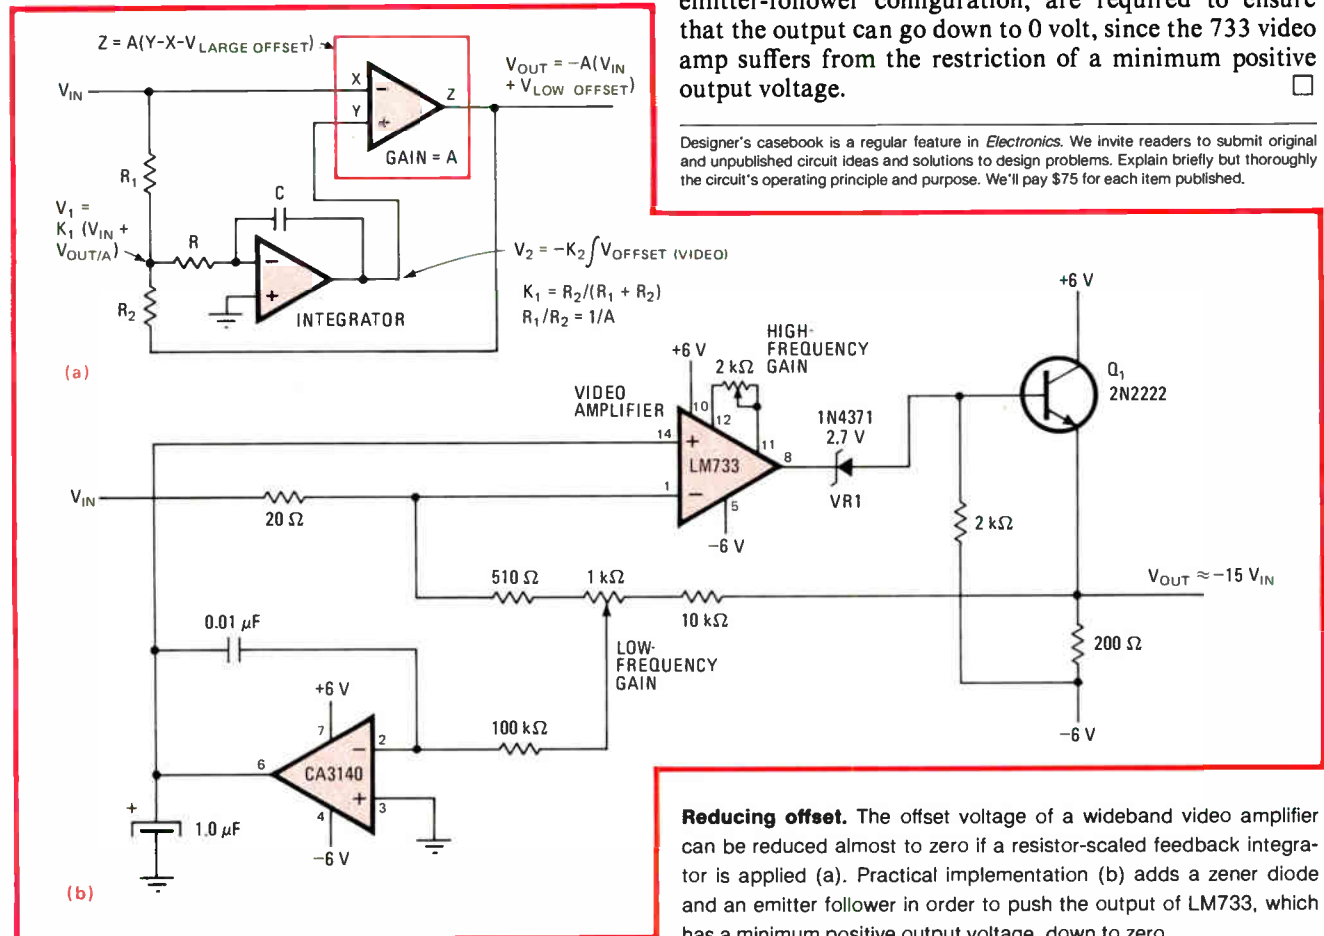 emitter-follower configuration, are required to ensure
that the output can go down to 0 volt, since the 733 video
amp suffers from the restriction of a minimum positive
output voltage. □
Designer's casebook is a regular feature in Electronics. We invite readers to submit original
and unpublished circuit ideas and solutions to design problems. Explain briefly but thoroughly
the circuit's operating principle and purpose. We'll pay $75 for each item published.
Z = A(Y-X-V LARGE OFFSET)
VIN
X
Y
−
+
Z
GAIN = A
VOUT = −A(VIN
+ VLOW OFFSET)
R1
C
V1 =
K1 (VIN +
VOUT/A)
R
−
+
R2
INTEGRATOR
V2 = −K2∫VOFFSET (VIDEO)
K1 = R2/(R1 + R2)
R1/R2 = 1/A
(a)
+6 V
HIGH-
FREQUENCY
GAIN
2 kΩ
+6 V
Q1
2N2222
VIDEO
AMPLIFIER
10
12
11
14
+
LM733
8
1
−
5
−6 V
1N4371
2.7 V
VR1
VIN
20 Ω
2 kΩ
510 Ω
1 kΩ
10 kΩ
VOUT ≈ −15 VIN
LOW-
FREQUENCY
GAIN
200 Ω
−6 V
0.01 µF
+6 V
7
2
−
100 kΩ
6
CA3140
+
3
4
−6 V
+
1.0 µF
(b)
Reducing offset. The offset voltage of a wideband video amplifier
can be reduced almost to zero if a resistor-scaled feedback integra-
tor is applied (a). Practical implementation (b) adds a zener diode
and an emitter follower in order to push the output of LM733, which
has a minimum positive output voltage, down to zero